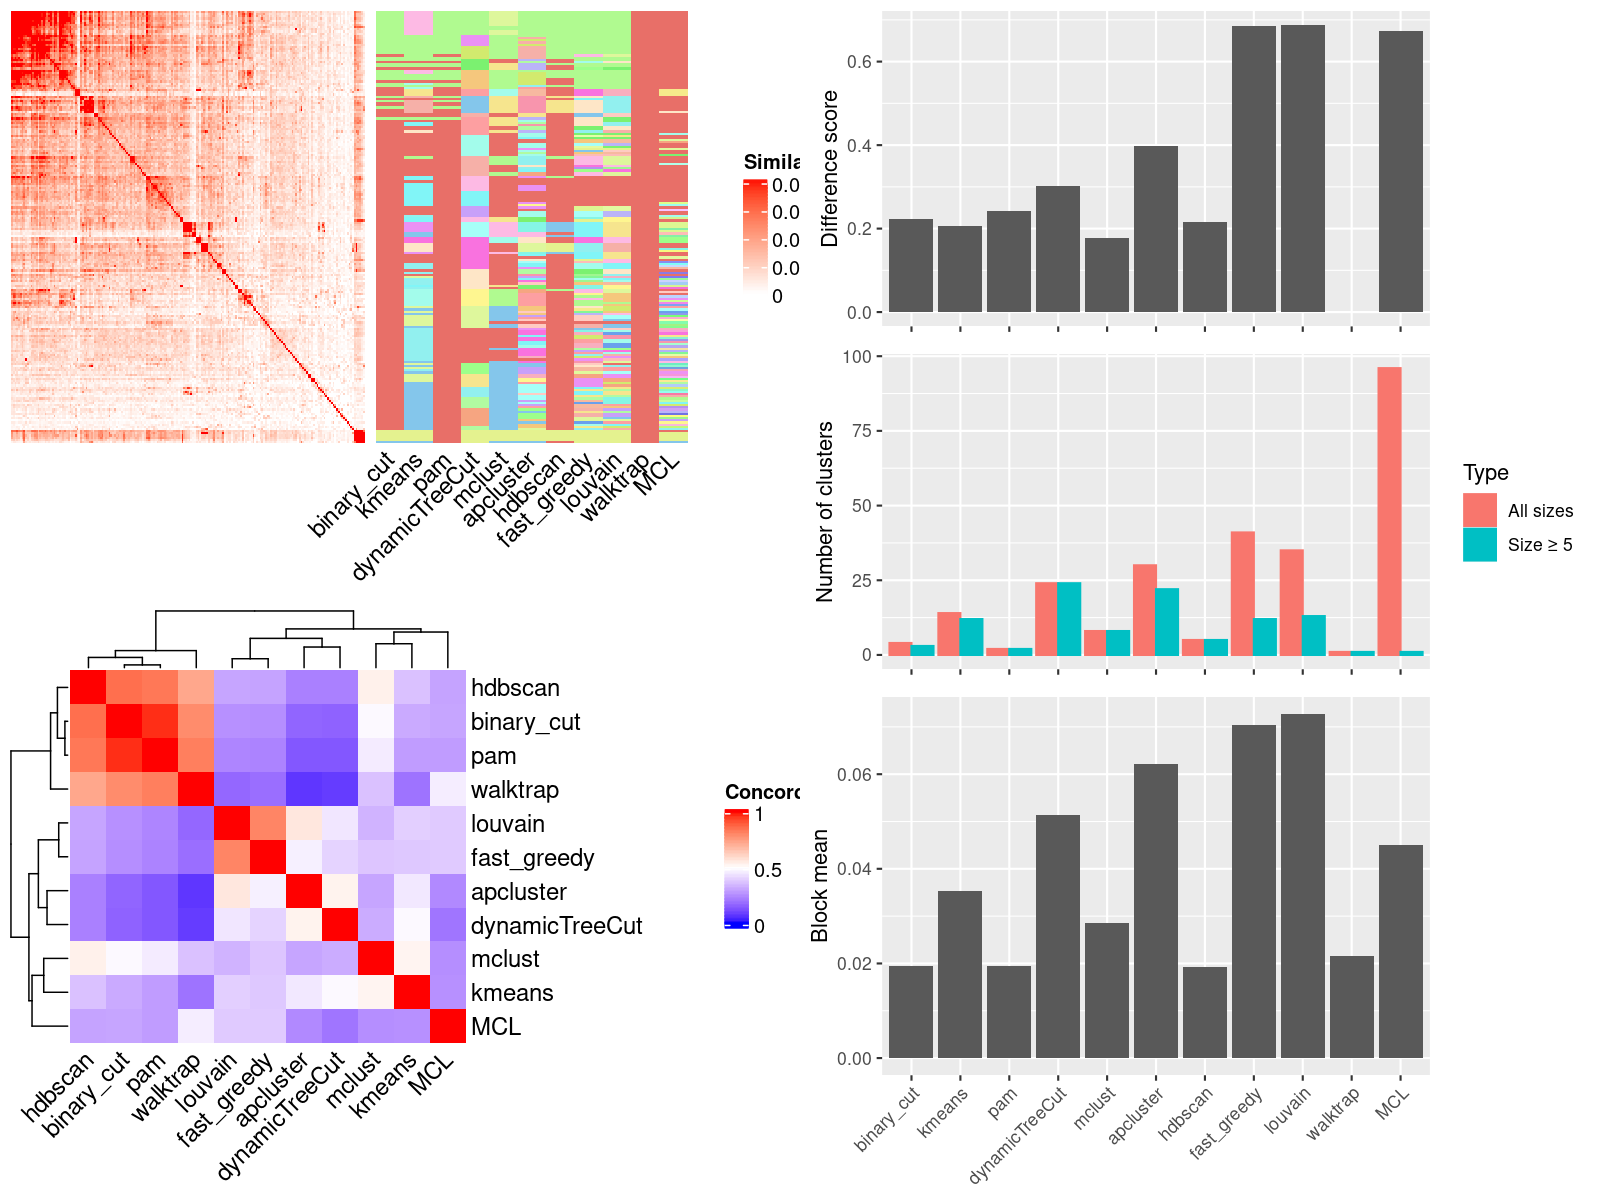 Simila
0.0
0.0
0.0
0.0
0
binary_cut
kmeans
pam
dynamicTreeCut
mclust
apcluster
hdbscan
fast_greedy
louvain
walktrap
MCL
hdbscan
binary_cut
pam
walktrap
louvain
fast_greedy
apcluster
dynamicTreeCut
mclust
kmeans
MCL
hdbscan
binary_cut
pam
walktrap
louvain
fast_greedy
apcluster
dynamicTreeCut
mclust
kmeans
MCL
Concord
1
0.5
0
Difference score
0.6
0.4
0.2
0.0
Number of clusters
100
75
50
25
0
Type
All sizes
Size ≥ 5
Block mean
0.06
0.04
0.02
0.00
binary_cut
kmeans
pam
dynamicTreeCut
mclust
apcluster
hdbscan
fast_greedy
louvain
walktrap
MCL